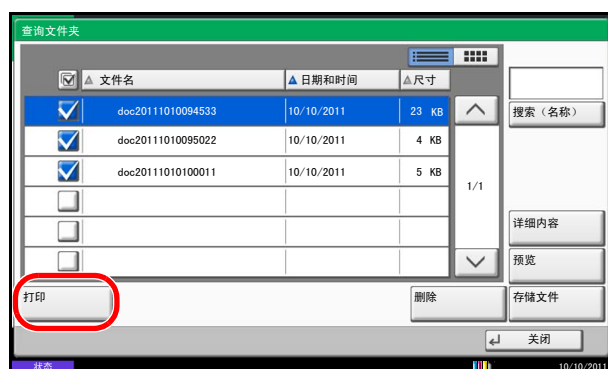 查询文件夹
文件名 日期和时间 尺寸
doc20111010094533 10/10/2011 23 KB
搜索（名称）
doc20111010095022 10/10/2011 4 KB
doc20111010100011 10/10/2011 5 KB
1/1
详细内容
预览
打印 删除 存储文件
关闭
状态 10/10/2011